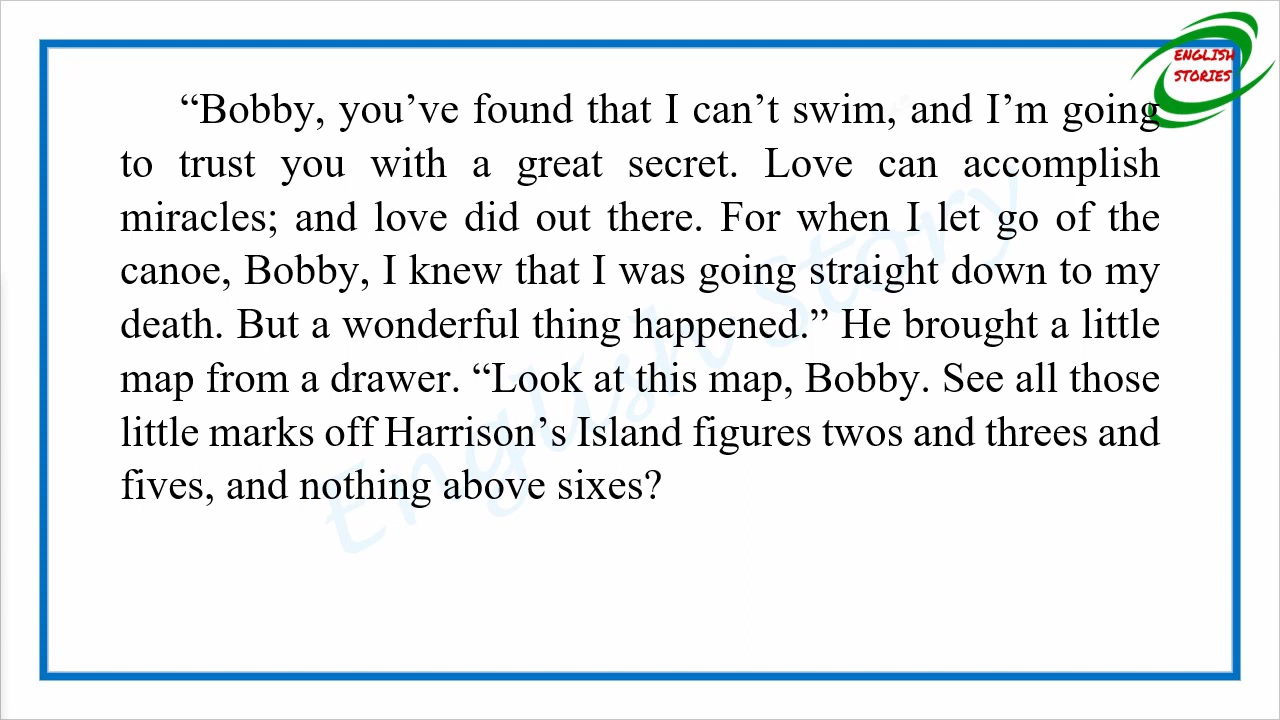 ENGLISH
STORIES
“Bobby, you’ve found that I can’t swim, and I’m going
to trust you with a great secret. Love can accomplish
miracles; and love did out there. For when I let go of the
canoe, Bobby, I knew that I was going straight down to my
death. But a wonderful thing happened.” He brought a little
map from a drawer. “Look at this map, Bobby. See all those
little marks off Harrison’s Island figures twos and threes and
fives, and nothing above sixes?
English Story